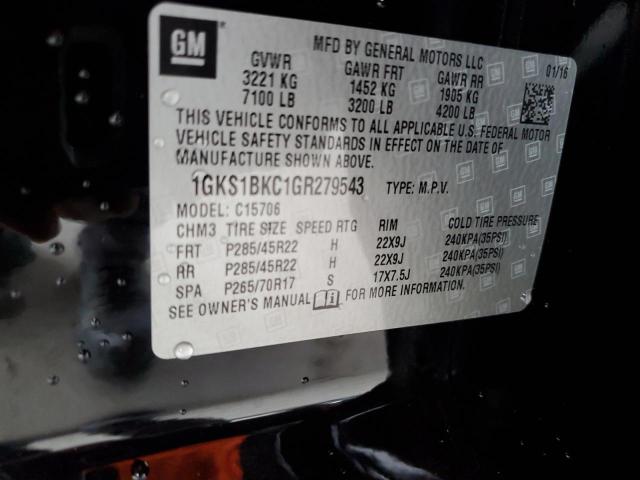 GM
MFD BY GENERAL MOTORS LLC
01/16
GVWR GAWR FRT GAWR RR
3221 KG 1452 KG 1905 KG
7100 LB 3200 LB 4200 LB
THIS VEHICLE CONFORMS TO ALL APPLICABLE U.S. FEDERAL MOTOR
VEHICLE SAFETY STANDARDS IN EFFECT ON THE DATE OF
MANUFACTURE SHOWN ABOVE.
1GKS1BKC1GR279543 TYPE: M.P.V.
MODEL: C15706
CHM3 TIRE SIZE SPEED RTG RIM COLD TIRE PRESSURE
FRT P285/45R22 H 22X9J 240KPA(35PSI)
RR P285/45R22 H 22X9J 240KPA(35PSI)
SPA P265/70R17 S 17X7.5J 240KPA(35PSI)
SEE OWNER'S MANUAL FOR MORE INFORMATION.